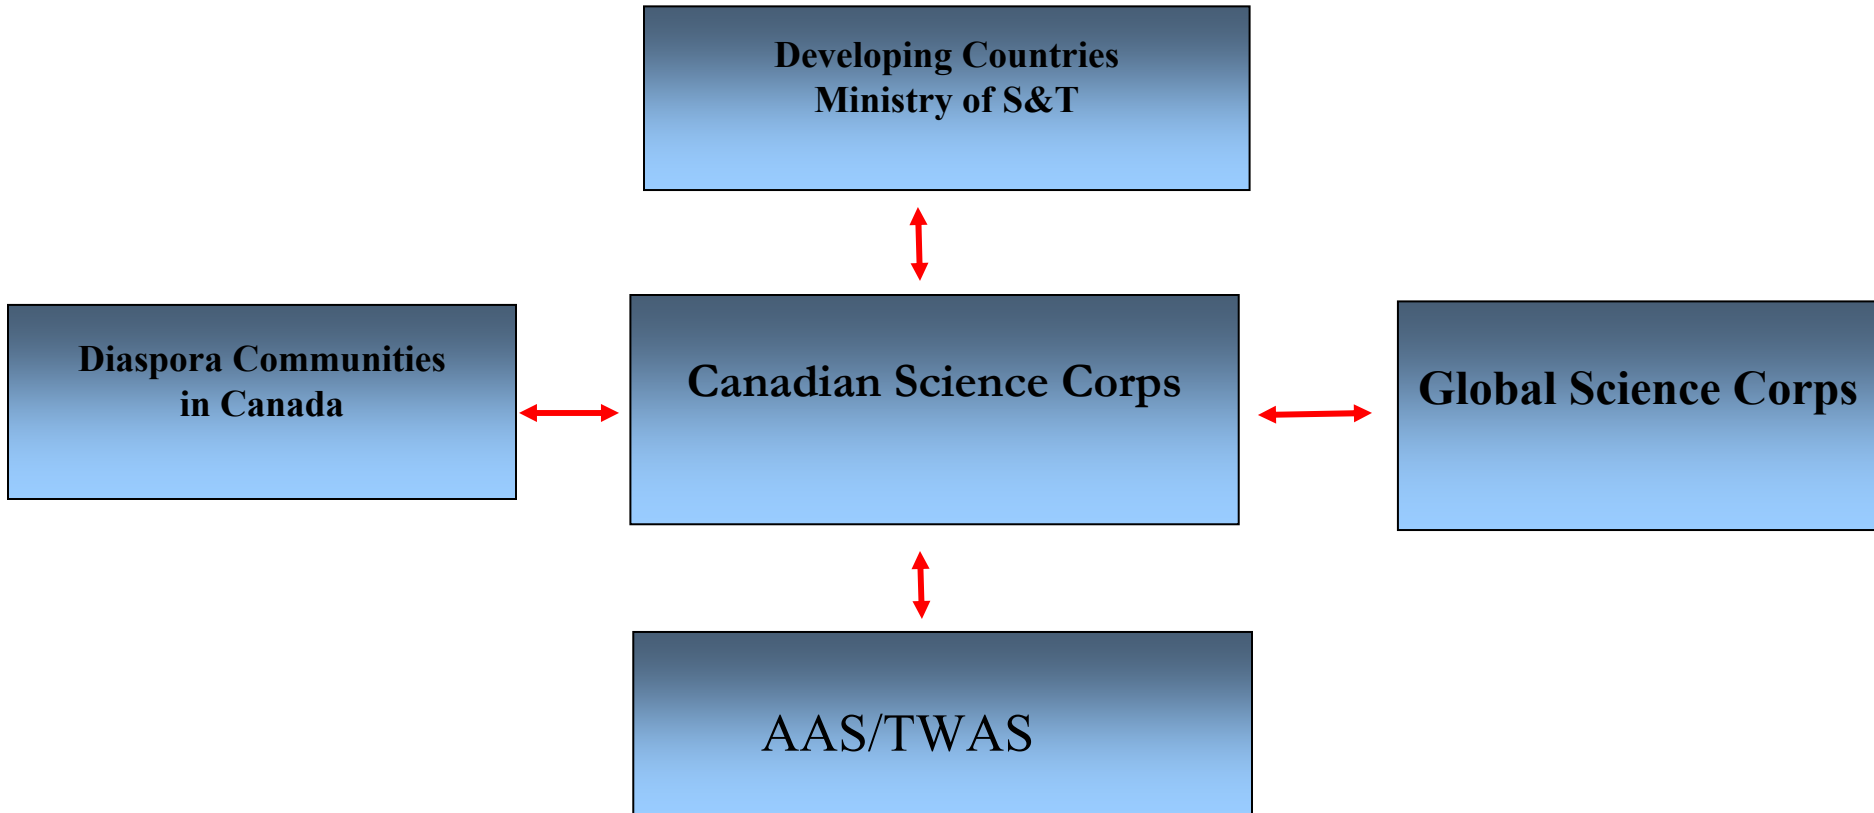 Developing Countries
Ministry of S&T
Diaspora Communities
in Canada
Canadian Science Corps
Global Science Corps
AAS/TWAS